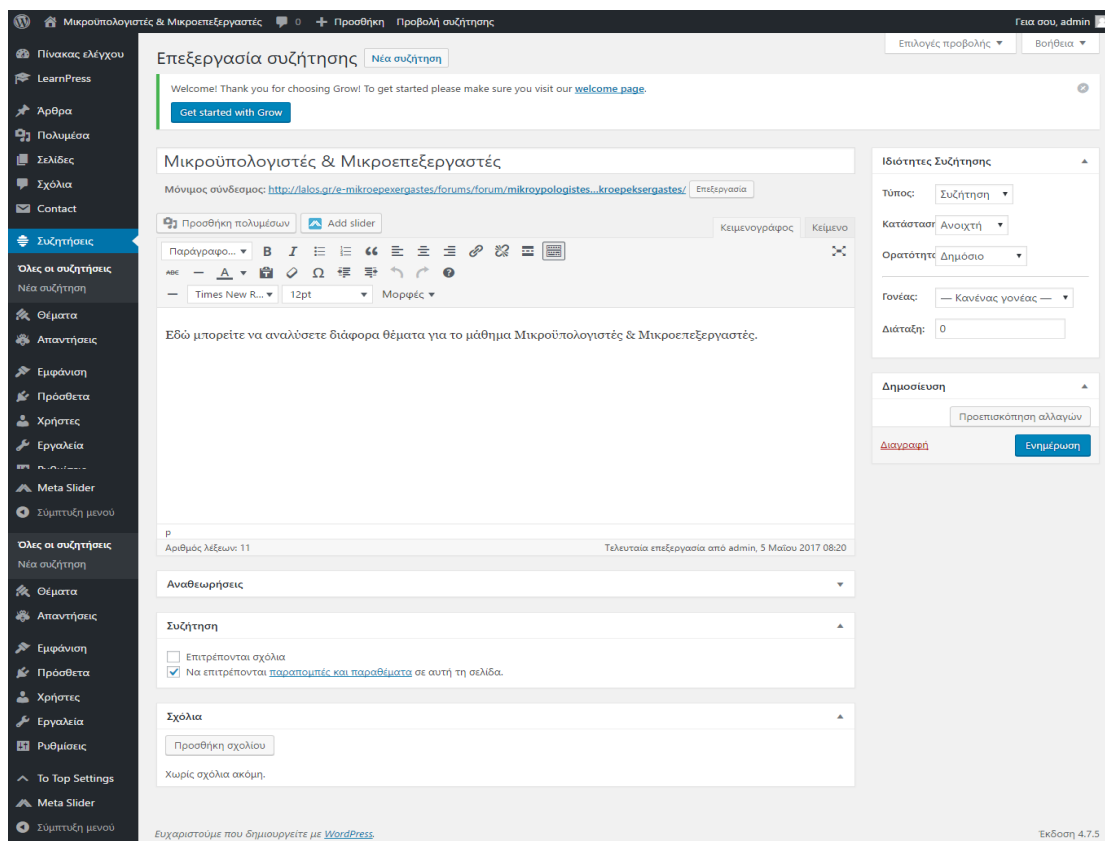 Μικροϋπολογιστές & Μικροεπεξεργαστές 0 Προσθήκη Προβολή συζήτησης Γεια σου, admin
Επιλογές προβολής ▼ Βοήθεια ▼
Πίνακας ελέγχου
LearnPress
Άρθρα
Πολυμέσα
Σελίδες
Σχόλια
Contact
Συζητήσεις
Όλες οι συζητήσεις
Νέα συζήτηση
Θέματα
Απαντήσεις
Εμφάνιση
Πρόσθετα
Χρήστες
Εργαλεία
Meta Slider
Σύμπτυξη μενού
Όλες οι συζητήσεις
Νέα συζήτηση
Θέματα
Απαντήσεις
Εμφάνιση
Πρόσθετα
Χρήστες
Εργαλεία
Ρυθμίσεις
To Top Settings
Meta Slider
Σύμπτυξη μενού
Επεξεργασία συζήτησης Νέα συζήτηση
Welcome! Thank you for choosing Grow! To get started please make sure you visit our welcome page.
Get started with Grow
Μικροϋπολογιστές & Μικροεπεξεργαστές
Μόνιμος σύνδεσμος: http://lalos.gr/e-mikroepexergastes/forums/forum/mikroypologistes...kroepeksergastes/ Επεξεργασία
Προσθήκη πολυμέσων Add slider Κειμενογράφος Κείμενο
Παράγραφο... ▼ B I
ABC A Ω
Times New R... ▼ 12pt ▼ Μορφές ▼
Εδώ μπορείτε να αναλύσετε διάφορα θέματα για το μάθημα Μικροϋπολογιστές & Μικροεπεξεργαστές.
p
Αριθμός λέξεων: 11 Τελευταία επεξεργασία από admin, 5 Μαΐου 2017 08:20
Αναθεωρήσεις
Συζήτηση
Επιτρέπονται σχόλια
Να επιτρέπονται παραπομπές και παραθέματα σε αυτή τη σελίδα.
Σχόλια
Προσθήκη σχολίου
Χωρίς σχόλια ακόμη.
Ιδιότητες Συζήτησης
Τύπος: Συζήτηση ▼
Κατάσταση Ανοιχτή ▼
Ορατότητα Δημόσιο ▼
Γονέας: — Κανένας γονέας — ▼
Διάταξη: 0
Δημοσίευση
Προεπισκόπηση αλλαγών
Διαγραφή Ενημέρωση
Ευχαριστούμε που δημιουργείτε με WordPress. Έκδοση 4.7.5